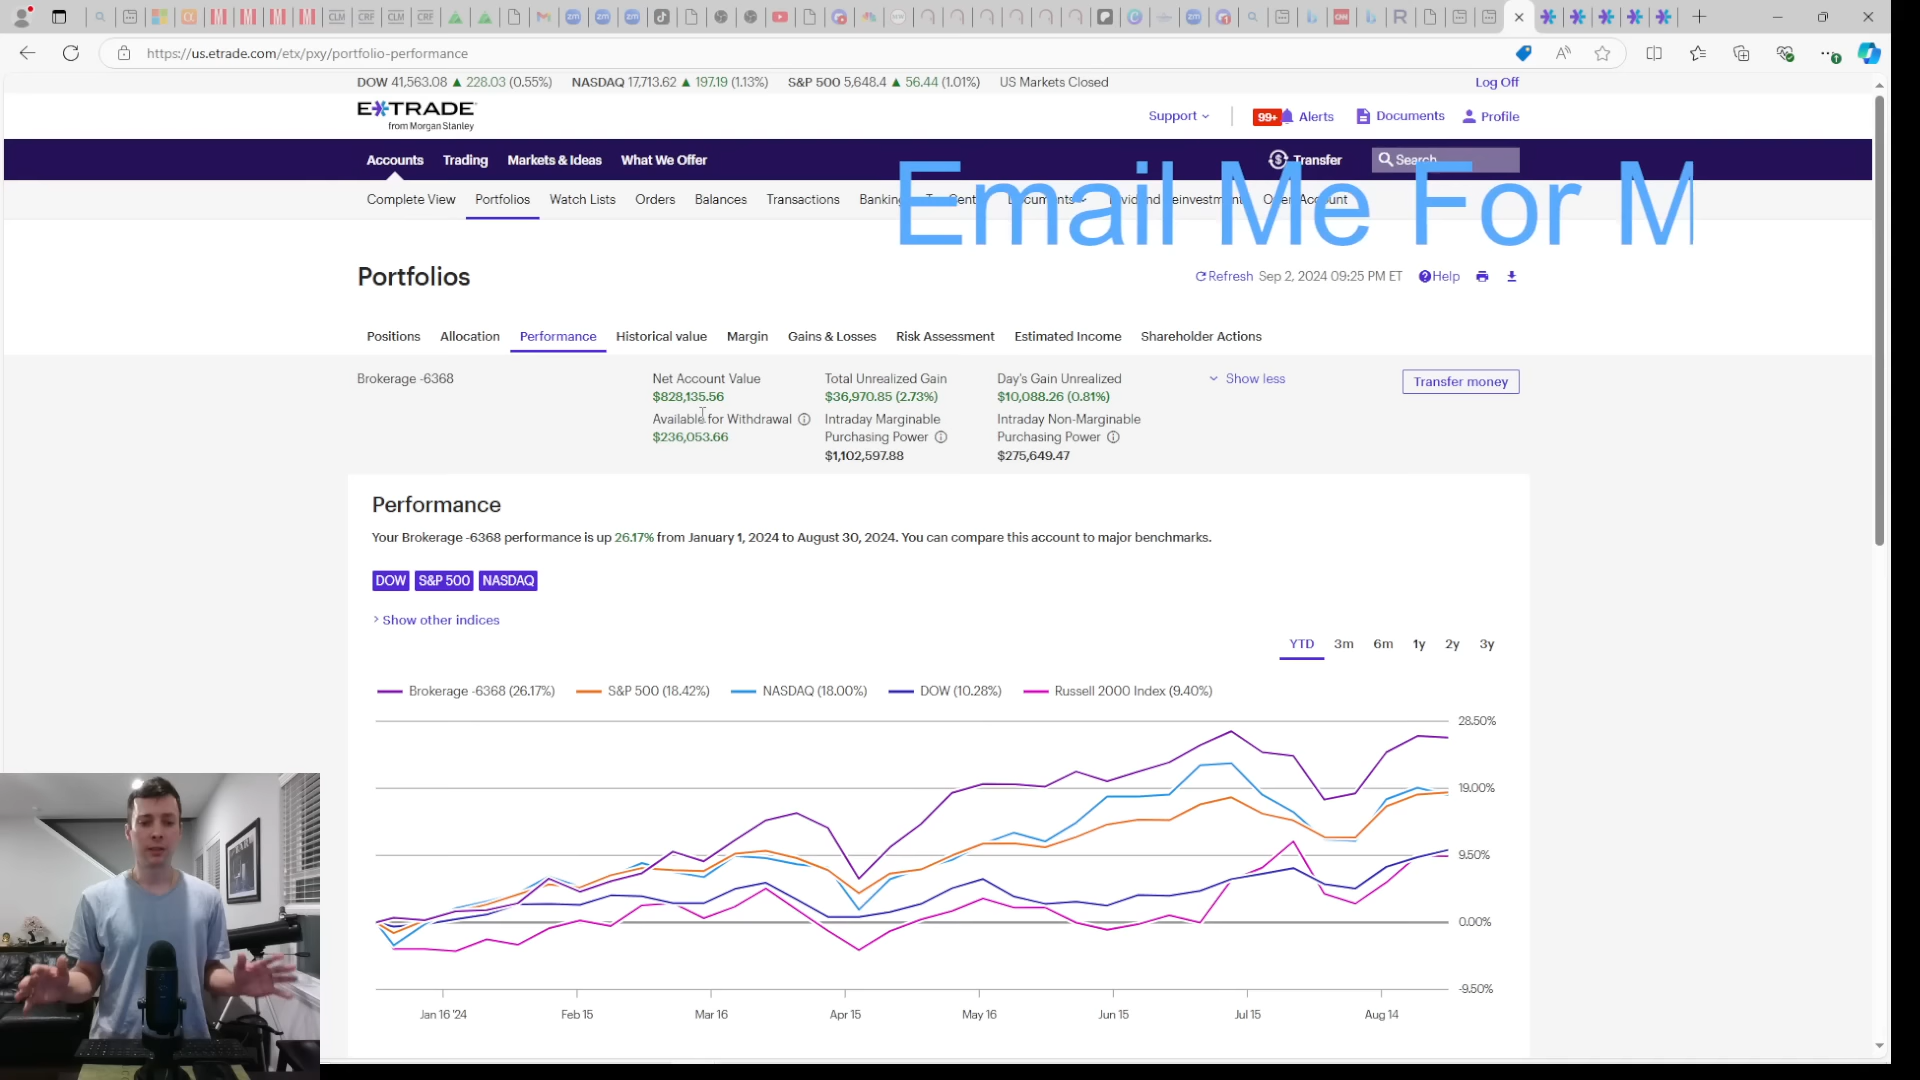 https://us.etrade.com/etx/pxy/portfolio-performance
DOW 41,563.08 ▲ 228.03 (0.55%) NASDAQ 17,713.62 ▲ 197.19 (1.13%) S&P 500 5,648.4 ▲ 56.44 (1.01%) US Markets Closed Log Off
E*TRADE
from Morgan Stanley
Support 99+ Alerts Documents Profile
Accounts Trading Markets & Ideas What We Offer Transfer Search
Email Me For M
Complete View Portfolios Watch Lists Orders Balances Transactions Banking Documents Account
Portfolios
Refresh Sep 2, 2024 09:25 PM ET Help
Positions Allocation Performance Historical value Margin Gains & Losses Risk Assessment Estimated Income Shareholder Actions
Brokerage -6368 Net Account Value Total Unrealized Gain Day's Gain Unrealized Show less Transfer money
$828,135.56 $36,970.85 (2.73%) $10,088.26 (0.81%)
Available for Withdrawal Intraday Marginable Intraday Non-Marginable
$236,053.66 Purchasing Power Purchasing Power
$1,102,597.88 $275,649.47
Performance
Your Brokerage -6368 performance is up 26.17% from January 1, 2024 to August 30, 2024. You can compare this account to major benchmarks.
DOW S&P 500 NASDAQ
> Show other indices
YTD 3m 6m 1y 2y 3y
Brokerage -6368 (26.17%) S&P 500 (18.42%) NASDAQ (18.00%) DOW (10.28%) Russell 2000 Index (9.40%)
28.50%
19.00%
9.50%
0.00%
-9.50%
Jan 16 '24 Feb 15 Mar 16 Apr 15 May 16 Jun 15 Jul 15 Aug 14